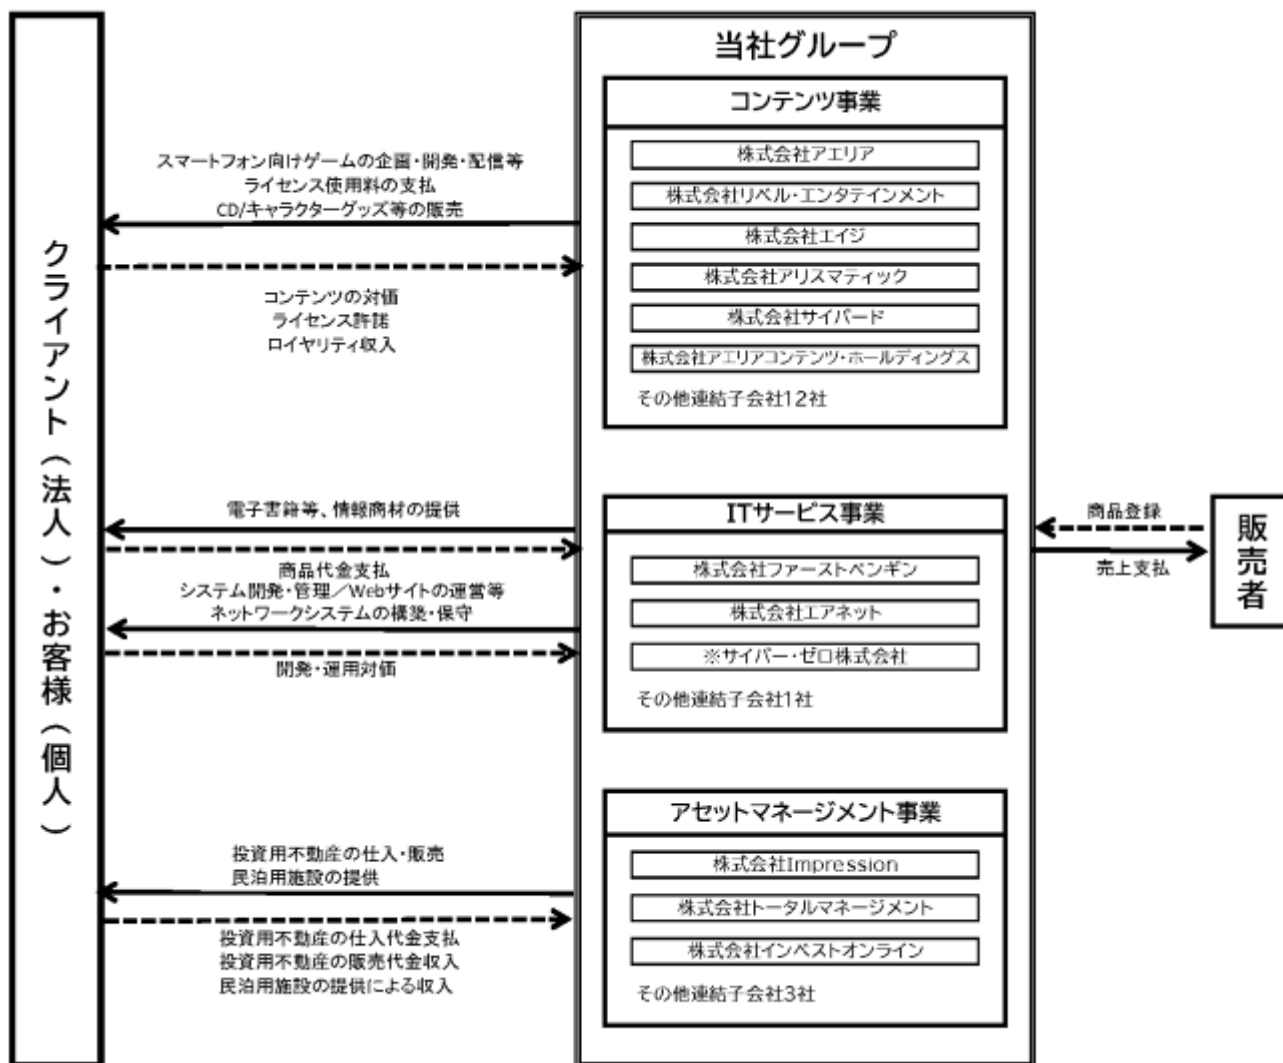 クライアント（法人）・お客様（個人）
スマートフォン向けゲームの企画・開発・配信等
ライセンス使用料の支払
CD/キャラクターグッズ等の販売
コンテンツの対価
ライセンス許諾
ロイヤリティ収入
電子書籍等、情報商材の提供
商品代金支払
システム開発・管理／Webサイトの運営等
ネットワークシステムの構築・保守
開発・運用対価
投資用不動産の仕入・販売
民泊用施設の提供
投資用不動産の仕入代金支払
投資用不動産の販売代金収入
民泊用施設の提供による収入
当社グループ
コンテンツ事業
株式会社アエリア
株式会社リベル・エンタテインメント
株式会社エイジ
株式会社アリスマティック
株式会社サイバード
株式会社アエリアコンテンツ・ホールディングス
その他連結子会社12社
ITサービス事業
株式会社ファーストペンギン
株式会社エアネット
※サイバー・ゼロ株式会社
その他連結子会社1社
アセットマネージメント事業
株式会社Impression
株式会社トータルマネージメント
株式会社インベストオンライン
その他連結子会社3社
商品登録
売上支払
販売者